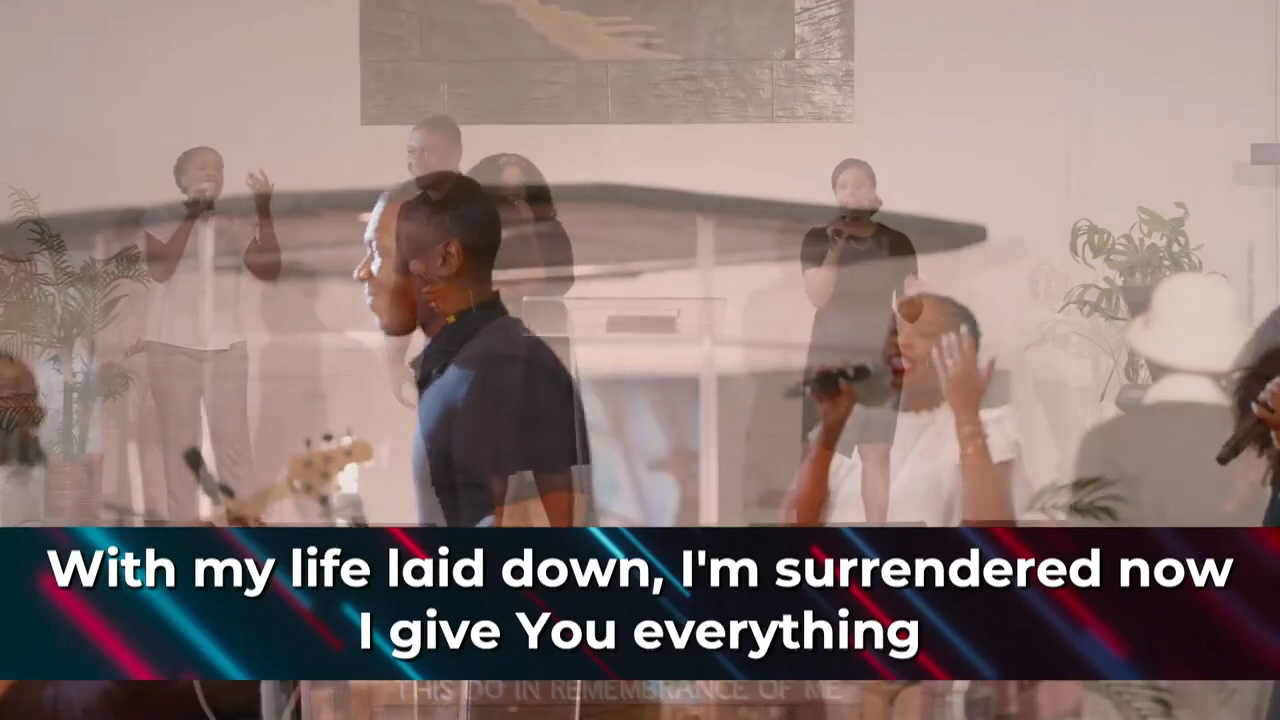 With my life laid down, I'm surrendered now
I give You everything
THIS DO IN REMEMBRANCE OF ME